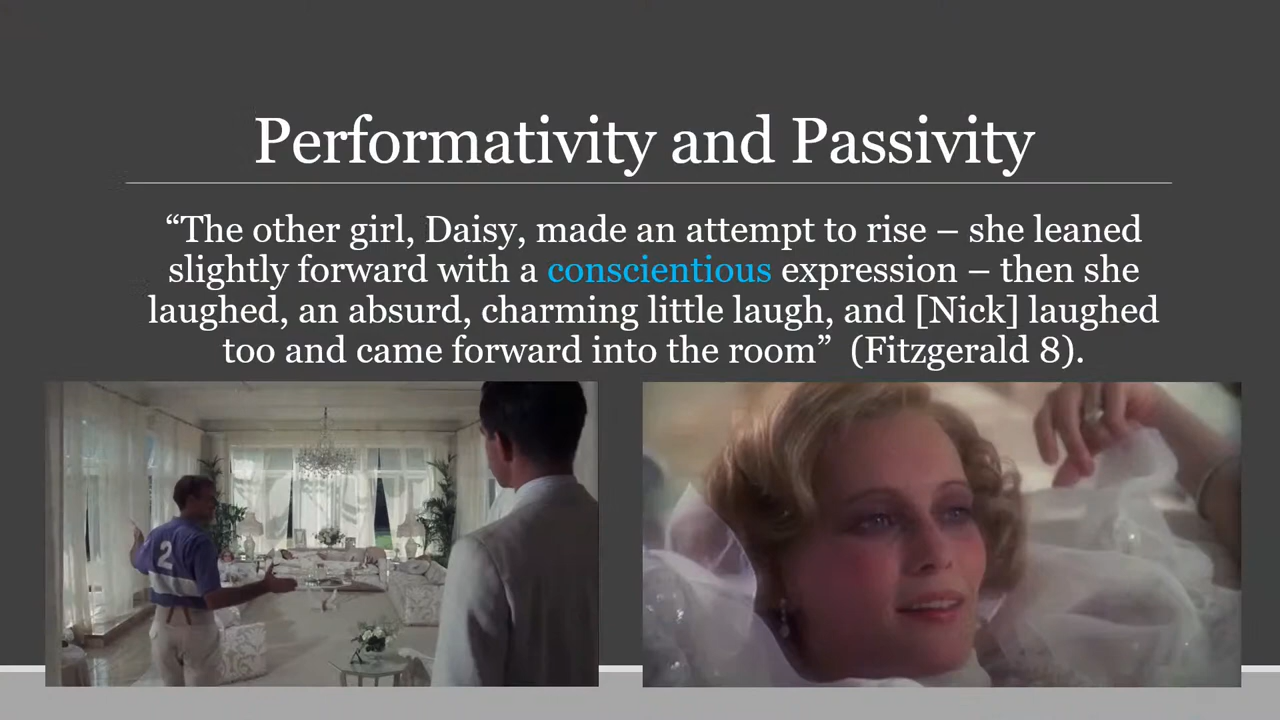 Performativity and Passivity
“The other girl, Daisy, made an attempt to rise – she leaned
slightly forward with a conscientious expression – then she
laughed, an absurd, charming little laugh, and [Nick] laughed
too and came forward into the room”  (Fitzgerald 8).
2